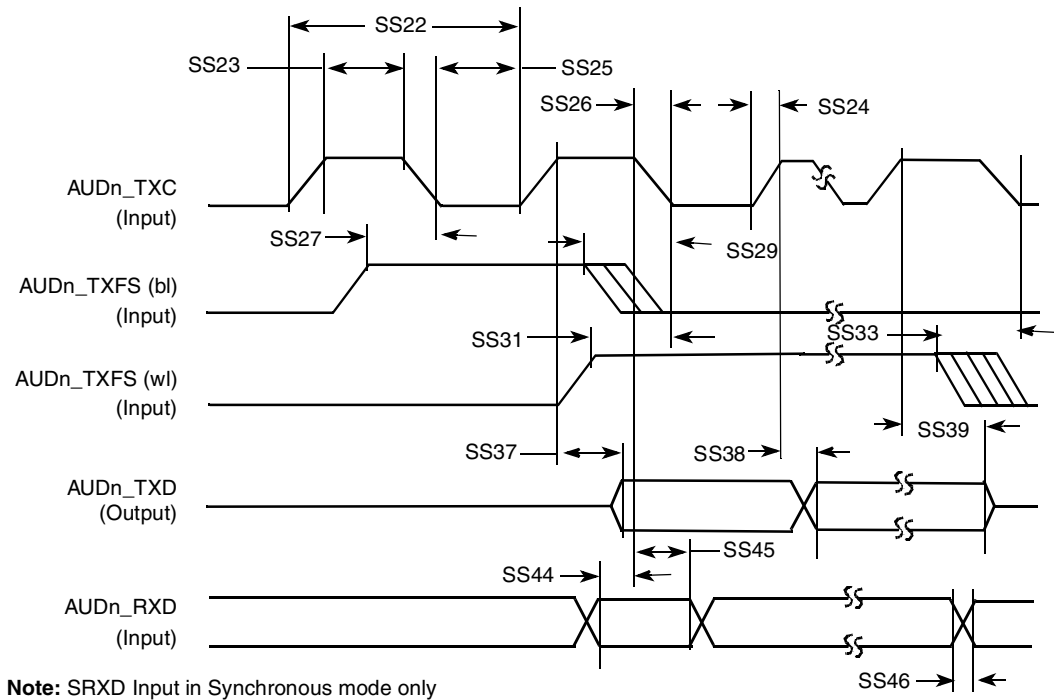 SS22
SS23
SS25
SS26
SS24
AUDn_TXC
(Input)
SS27
SS29
AUDn_TXFS (bl)
(Input)
SS31
SS33
AUDn_TXFS (wl)
(Input)
SS39
SS37
SS38
AUDn_TXD
(Output)
SS45
SS44
AUDn_RXD
(Input)
SS46
Note: SRXD Input in Synchronous mode only